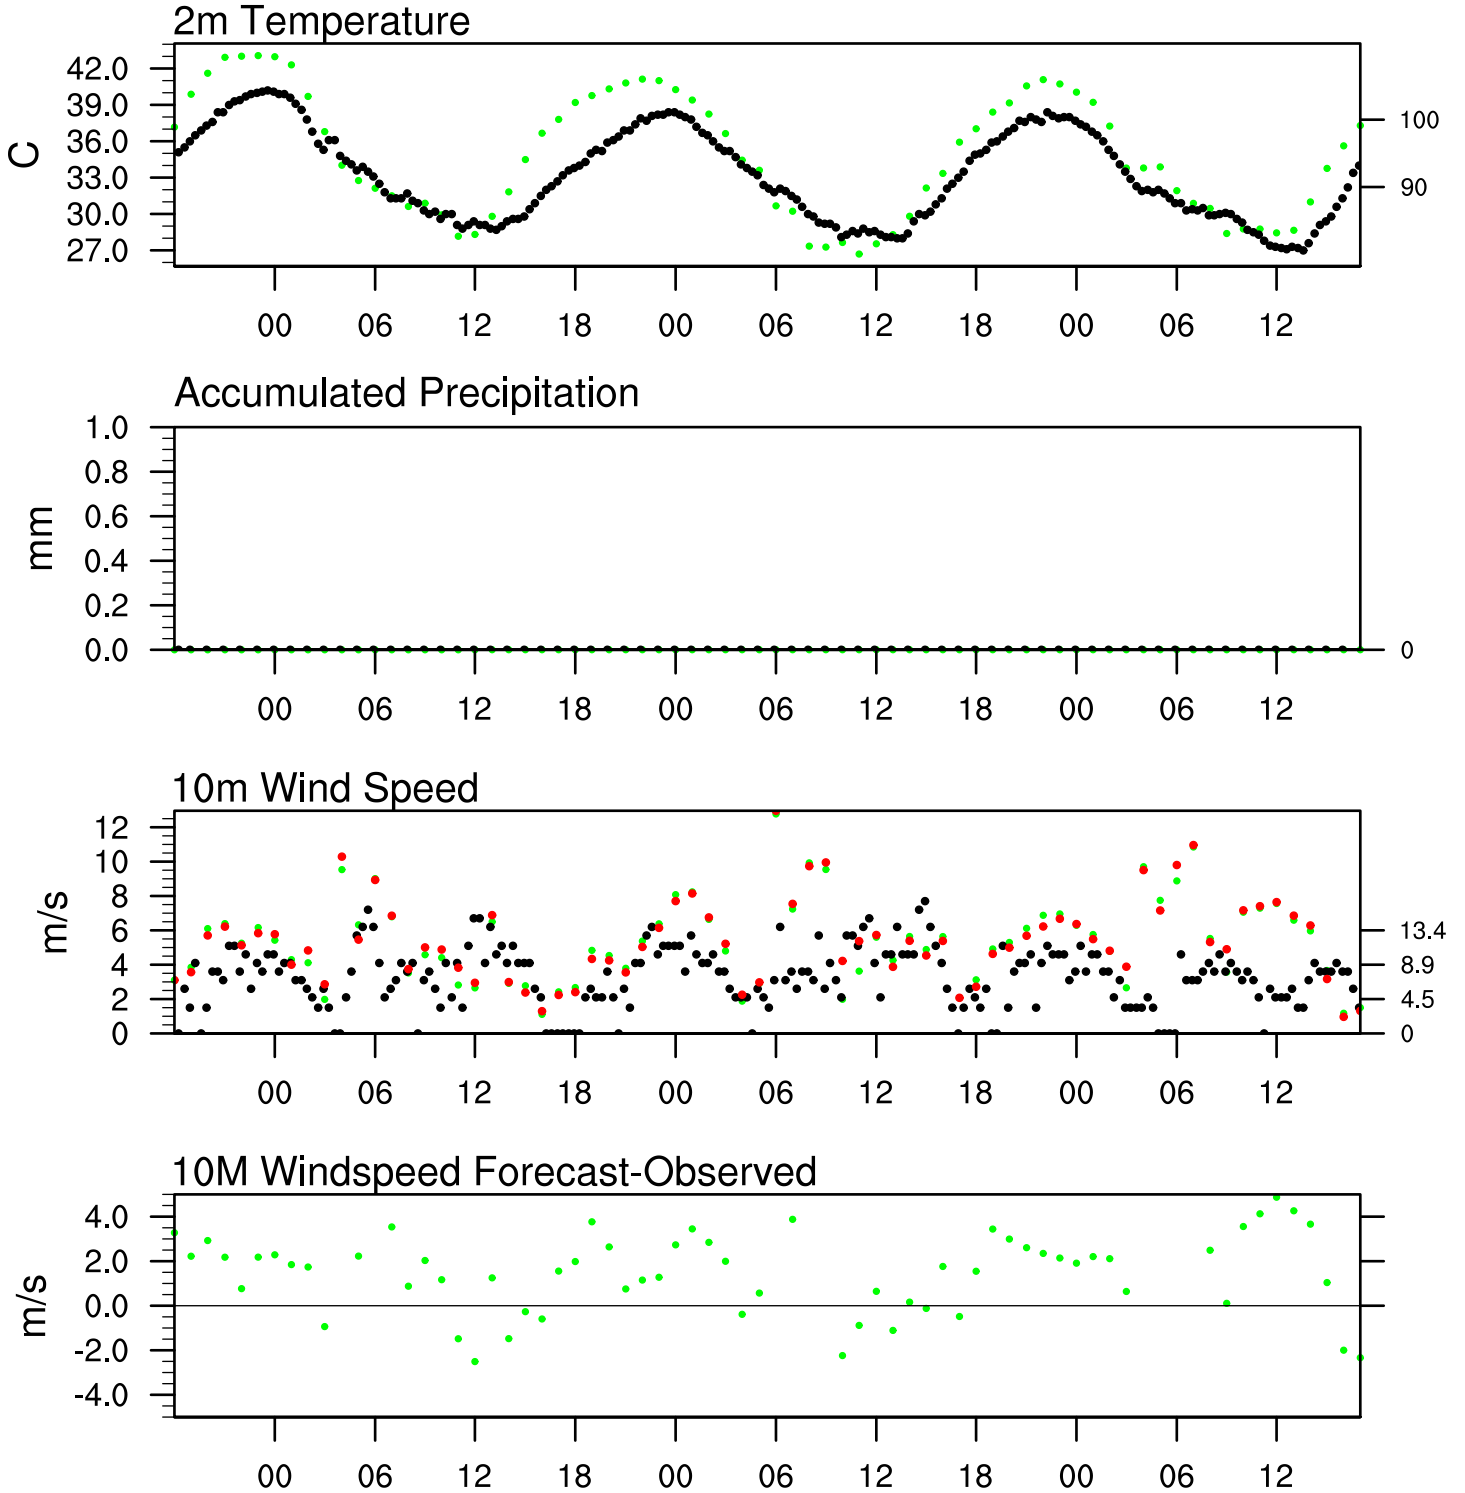 2m Temperature
42.0
39.0
36.0
33.0
30.0
27.0
C
100
90
00 06 12 18 00 06 12 18 00 06 12
Accumulated Precipitation
1.0
0.8
0.6
0.4
0.2
0.0
mm
0
00 06 12 18 00 06 12 18 00 06 12
10m Wind Speed
12
10
8
6
4
2
0
m/s
13.4
8.9
4.5
0
00 06 12 18 00 06 12 18 00 06 12
10M Windspeed Forecast-Observed
4.0
2.0
0.0
-2.0
-4.0
m/s
00 06 12 18 00 06 12 18 00 06 12